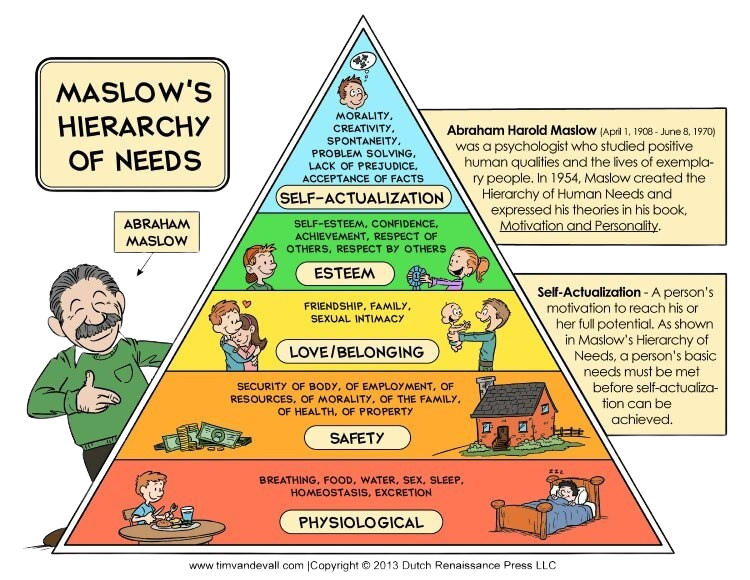 MASLOW'S
HIERARCHY
OF NEEDS
ABRAHAM
MASLOW
MORALITY,
CREATIVITY,
SPONTANEITY,
PROBLEM SOLVING,
LACK OF PREJUDICE,
ACCEPTANCE OF FACTS
SELF-ACTUALIZATION
SELF-ESTEEM, CONFIDENCE,
ACHIEVEMENT, RESPECT OF
OTHERS, RESPECT BY OTHERS
ESTEEM
FRIENDSHIP, FAMILY,
SEXUAL INTIMACY
LOVE/BELONGING
SECURITY OF BODY, OF EMPLOYMENT, OF
RESOURCES, OF MORALITY, OF THE FAMILY,
OF HEALTH, OF PROPERTY
SAFETY
BREATHING, FOOD, WATER, SEX, SLEEP,
HOMEOSTASIS, EXCRETION
PHYSIOLOGICAL
zzz
Abraham Harold Maslow (April 1, 1908 - June 8, 1970)
was a psychologist who studied positive
human qualities and the lives of exempla-
ry people. In 1954, Maslow created the
Hierarchy of Human Needs and
expressed his theories in his book,
Motivation and Personality.
Self-Actualization - A person's
motivation to reach his or
her full potential. As shown
in Maslow's Hierarchy of
Needs, a person's basic
needs must be met
before self-actualiza-
tion can be
achieved.
www.timvandevall.com |Copyright © 2013 Dutch Renaissance Press LLC